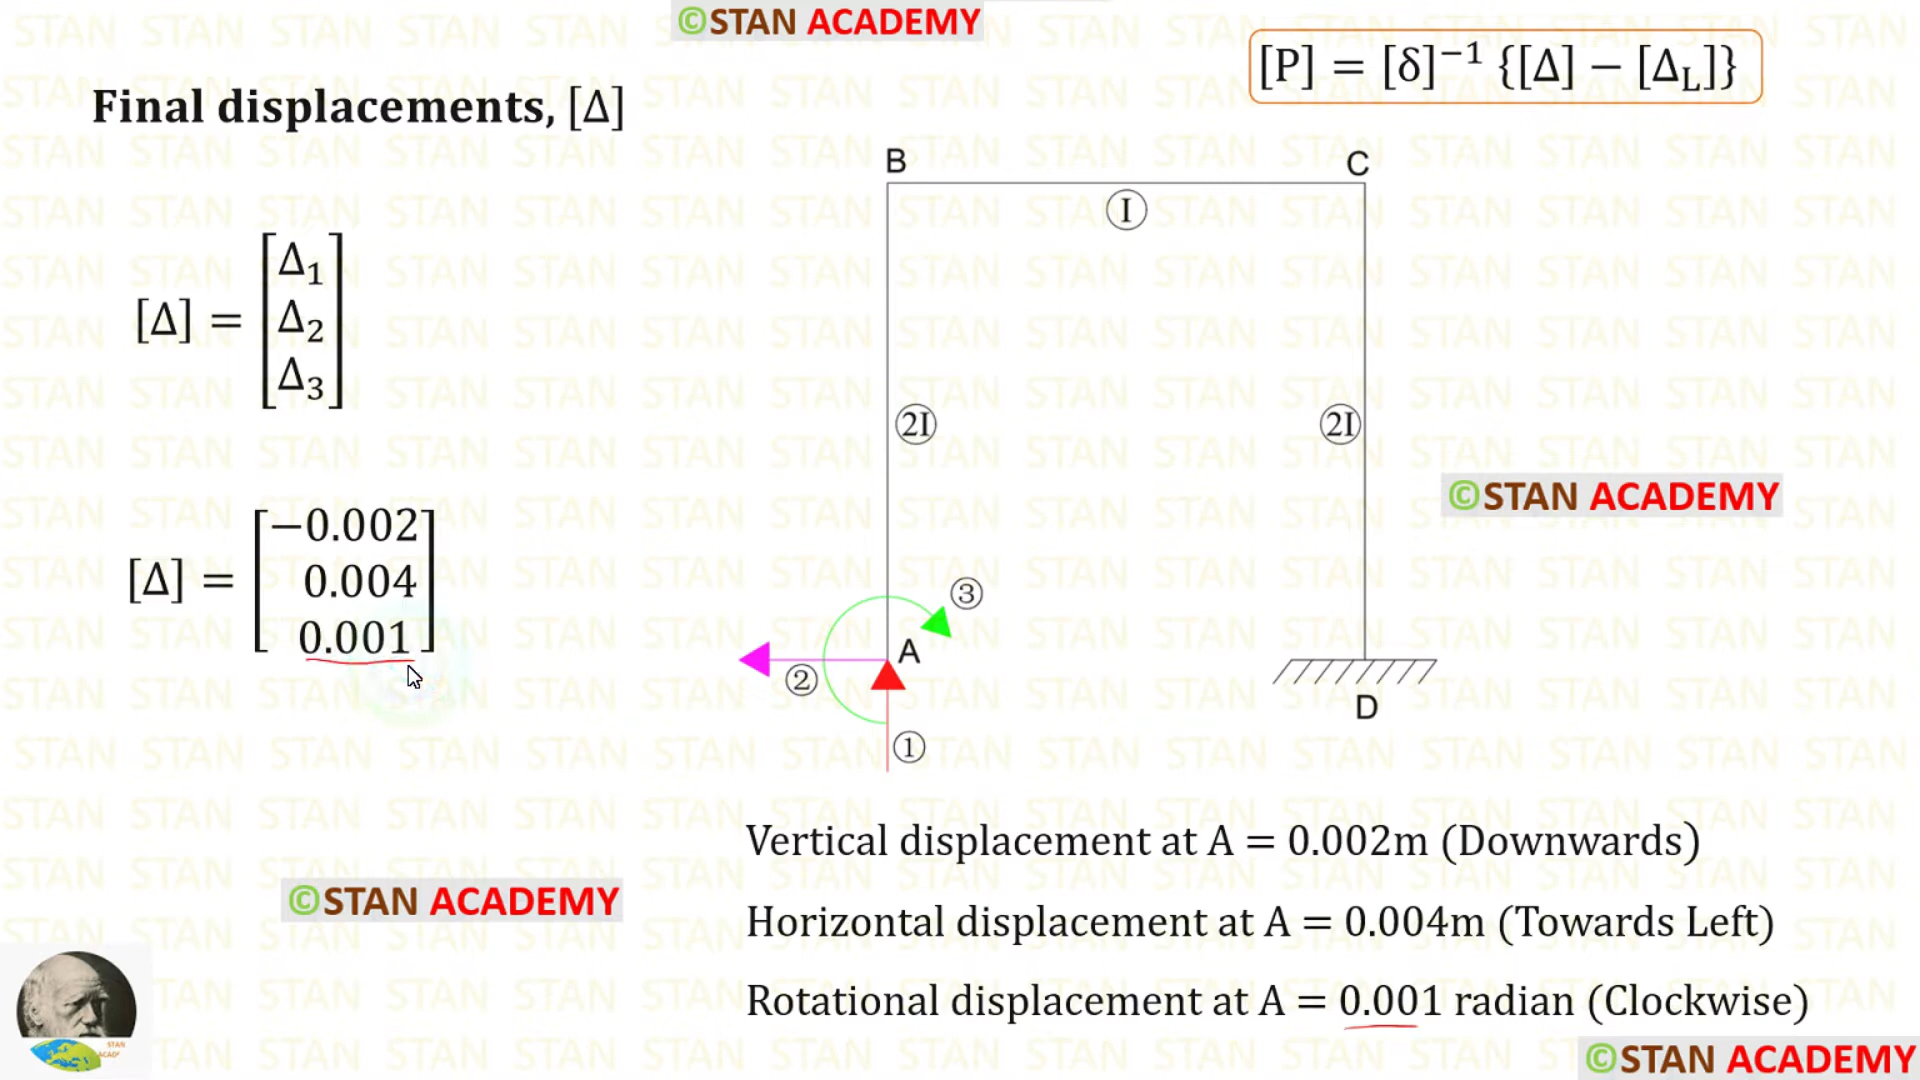 ©STAN ACADEMY
[P] = [δ]⁻¹ {[Δ] − [Δ_L]}
Final displacements, [Δ]
B
C
I
[Δ] = [Δ₁
Δ₂
Δ₃]
2I
2I
©STAN ACADEMY
[Δ] = [−0.002
0.004
0.001]
③
A
②
①
D
Vertical displacement at A = 0.002m (Downwards)
©STAN ACADEMY
Horizontal displacement at A = 0.004m (Towards Left)
Rotational displacement at A = 0.001 radian (Clockwise)
©STAN ACADEMY